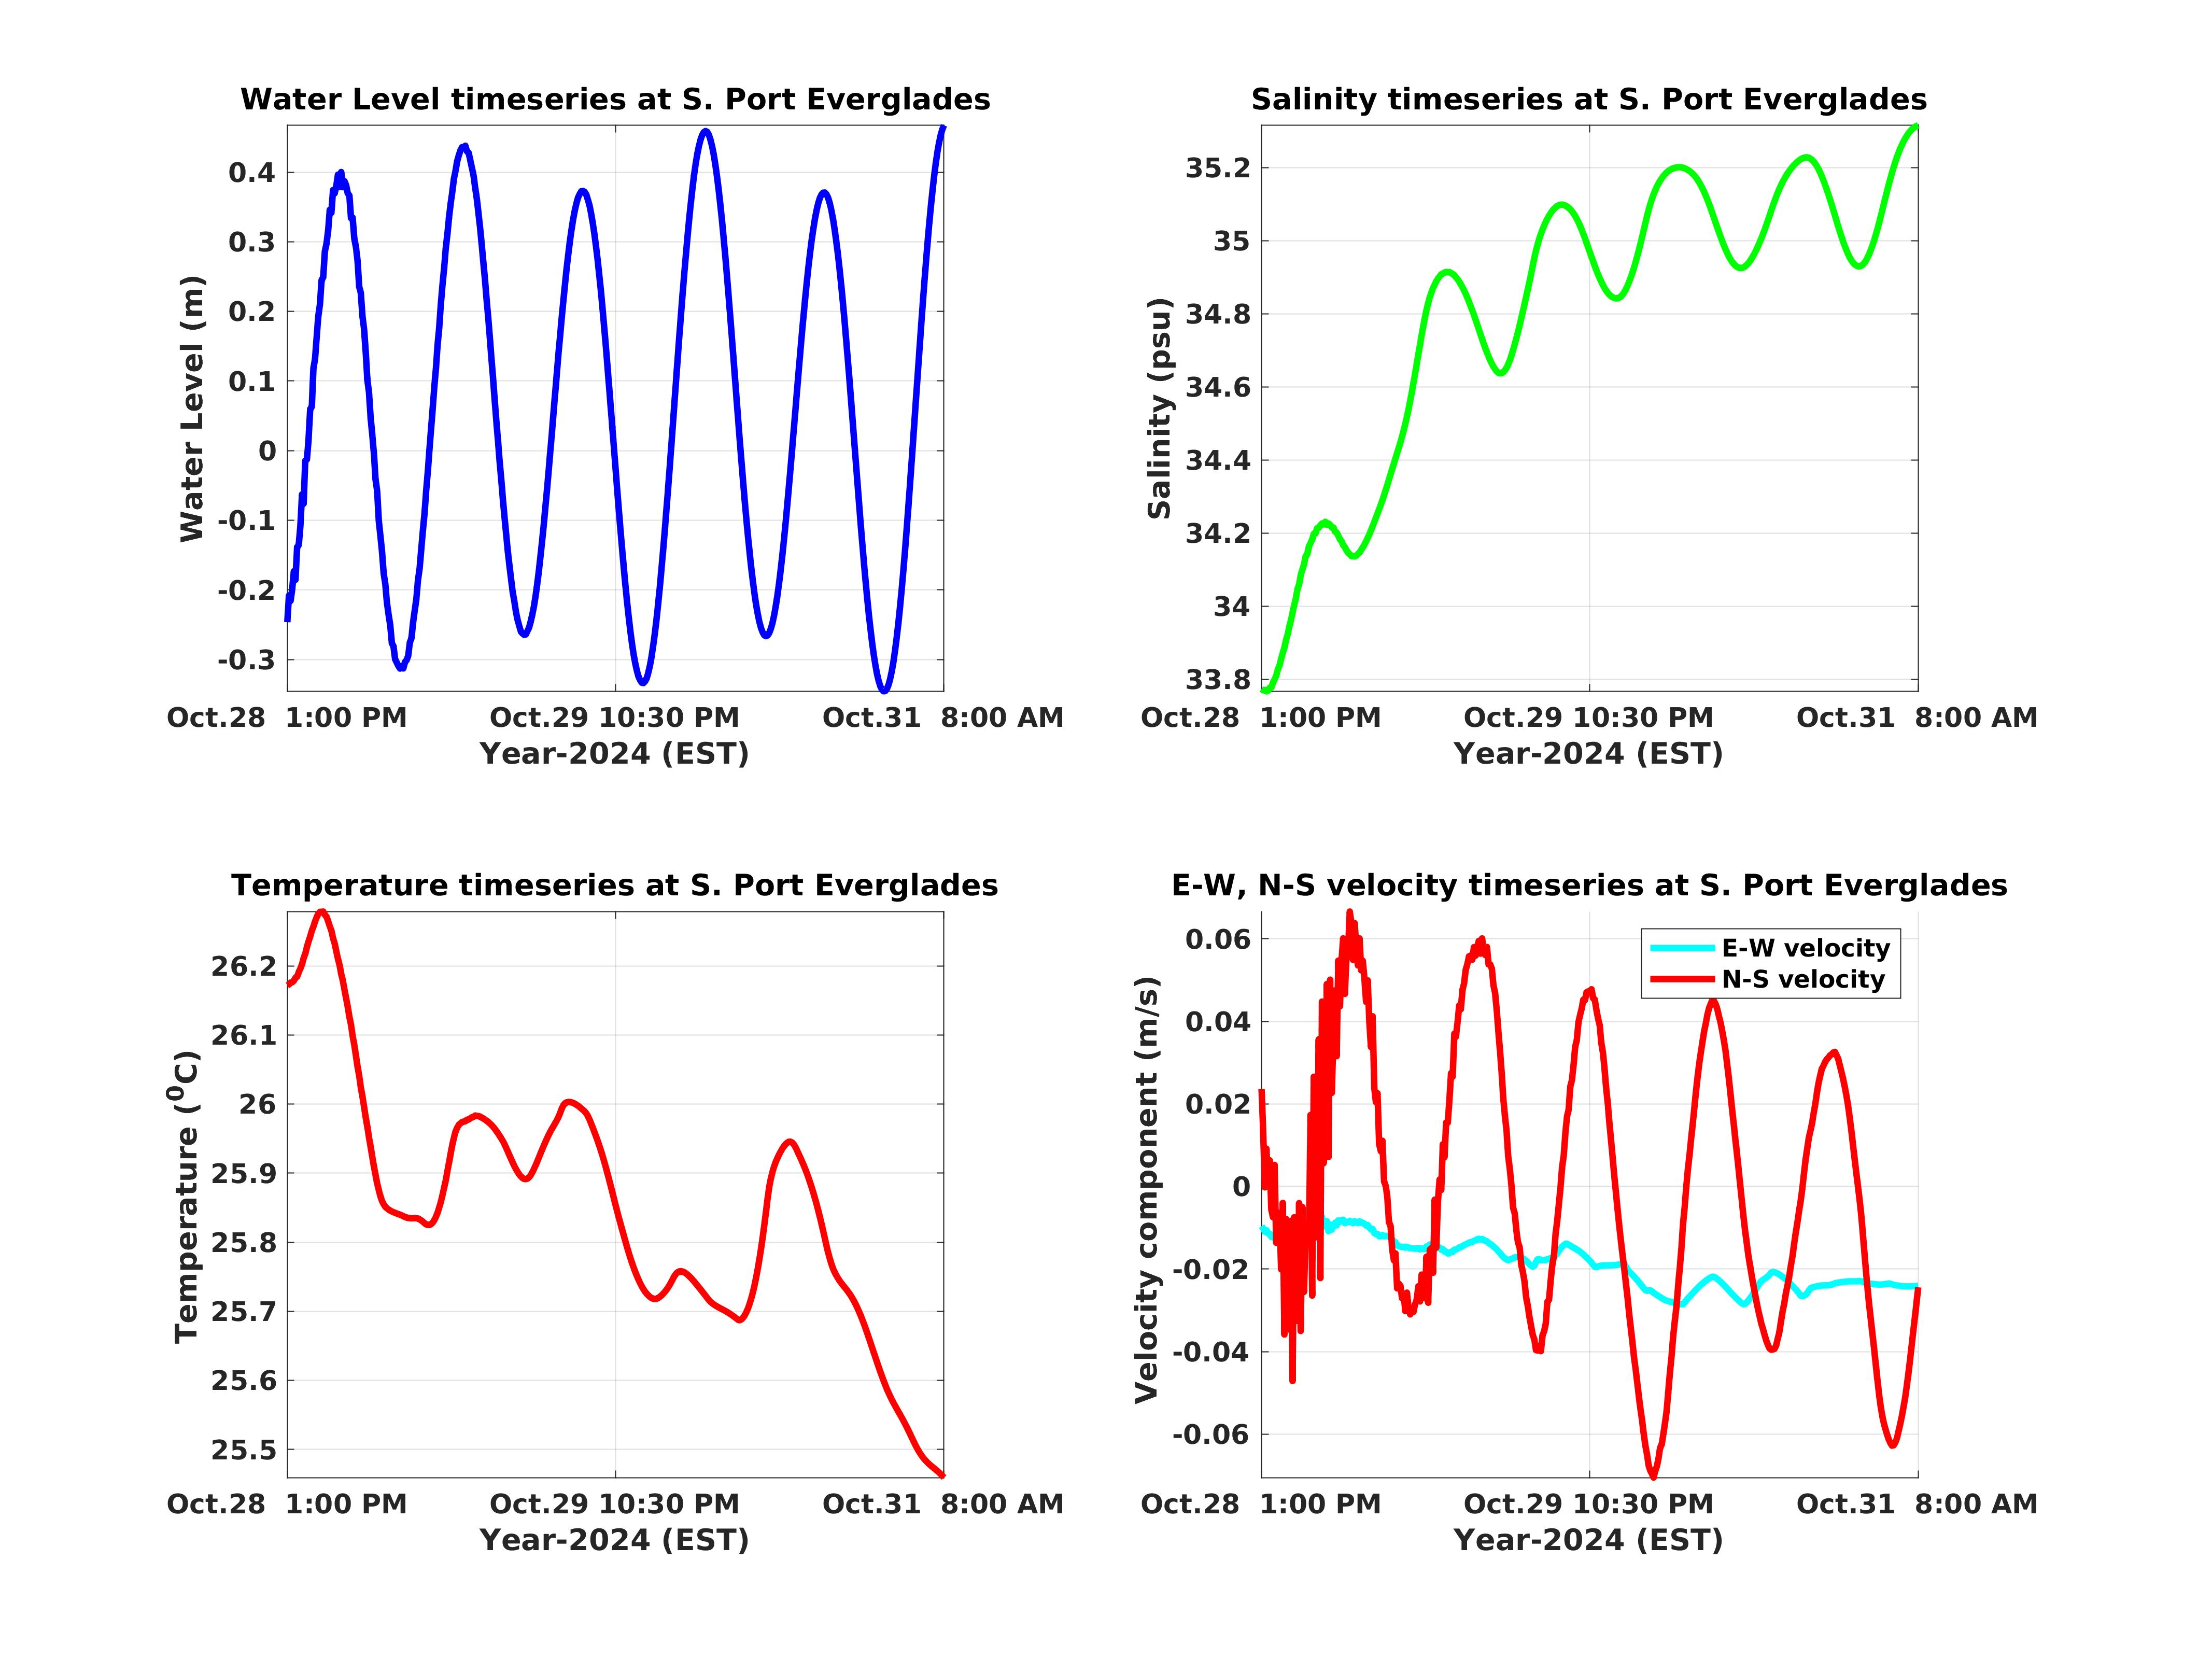 Water Level timeseries at S. Port Everglades
Water Level (m)
0.4
0.3
0.2
0.1
0
-0.1
-0.2
-0.3
Oct.28 1:00 PM
Oct.29 10:30 PM
Oct.31 8:00 AM
Year-2024 (EST)
Salinity timeseries at S. Port Everglades
Salinity (psu)
35.2
35
34.8
34.6
34.4
34.2
34
33.8
Oct.28 1:00 PM
Oct.29 10:30 PM
Oct.31 8:00 AM
Year-2024 (EST)
Temperature timeseries at S. Port Everglades
Temperature (⁰C)
26.2
26.1
26
25.9
25.8
25.7
25.6
25.5
Oct.28 1:00 PM
Oct.29 10:30 PM
Oct.31 8:00 AM
Year-2024 (EST)
E-W, N-S velocity timeseries at S. Port Everglades
Velocity component (m/s)
0.06
0.04
0.02
0
-0.02
-0.04
-0.06
E-W velocity
N-S velocity
Oct.28 1:00 PM
Oct.29 10:30 PM
Oct.31 8:00 AM
Year-2024 (EST)